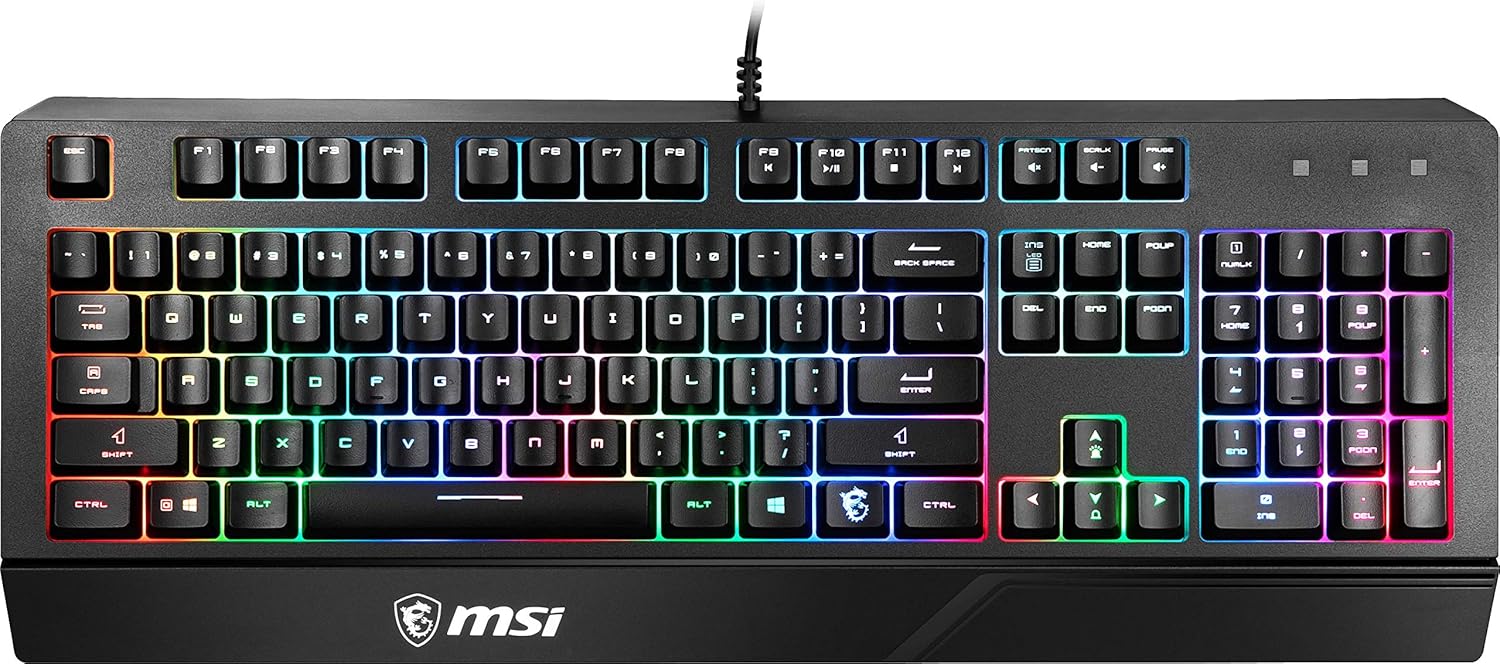 ESC F1 F2 F3 F4 F5 F6 F7 F8 F9 F10 F11 F12 PRTSCN SCRLK PAUSE
~ ` ! 1 @ 2 # 3 $ 4 % 5 ^ 6 & 7 * 8 ( 9 ) 0 - - + = BACK SPACE INS LED HOME PGUP 1 NUMLK / * -
TAB Q W E R T Y U I O P { [ } ] | \ DEL END PGDN 7 HOME 8 9 PGUP +
A CAPS A S D F G H J K L : ; " ' ENTER 4 5 6
SHIFT Z X C V B N M < , > . ? / SHIFT 1 END 3 PGDN ENTER
CTRL ALT ALT CTRL 0 INS . DEL
msi